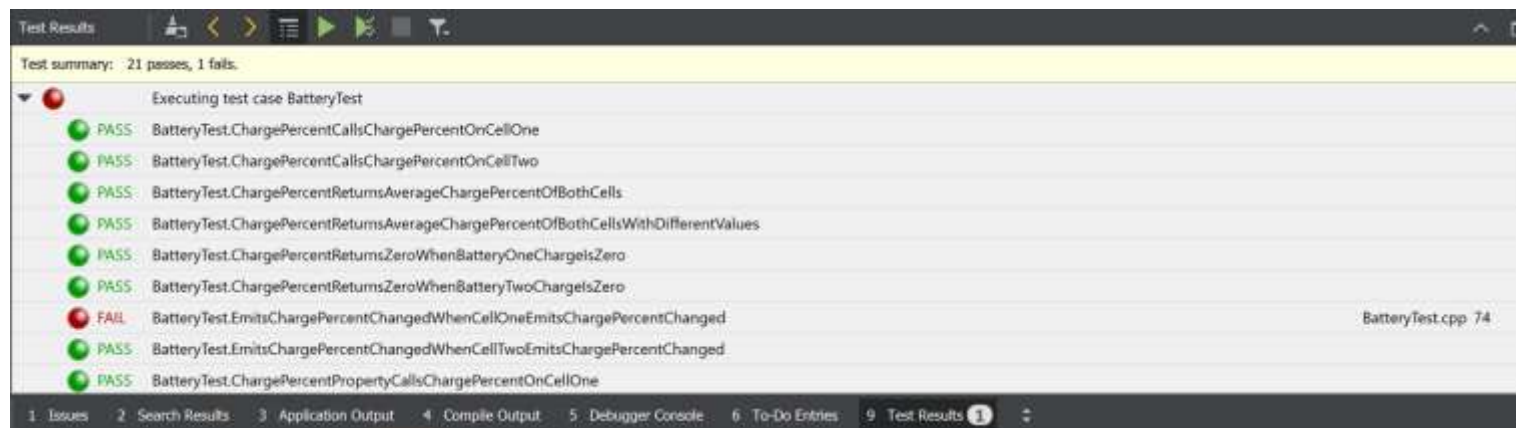 Test Results
Test summary: 21 passes, 1 fails.
Executing test case BatteryTest
PASS BatteryTest.ChargePercentCallsChargePercentOnCellOne
PASS BatteryTest.ChargePercentCallsChargePercentOnCellTwo
PASS BatteryTest.ChargePercentReturnsAverageChargePercentOfBothCells
PASS BatteryTest.ChargePercentReturnsAverageChargePercentOfBothCellsWithDifferentValues
PASS BatteryTest.ChargePercentReturnsZeroWhenBatteryOneChargeIsZero
PASS BatteryTest.ChargePercentReturnsZeroWhenBatteryTwoChargeIsZero
FAIL BatteryTest.EmitsChargePercentChangedWhenCellOneEmitsChargePercentChanged BatteryTest.cpp 74
PASS BatteryTest.EmitsChargePercentChangedWhenCellTwoEmitsChargePercentChanged
PASS BatteryTest.ChargePercentPropertyCallsChargePercentOnCellOne
1 Issues 2 Search Results 3 Application Output 4 Compile Output 5 Debugger Console 6 To-Do Entries 9 Test Results 1